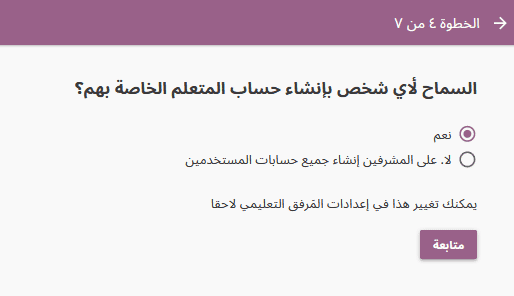 الخطوة ٤ من ٧
السماح لأي شخص بإنشاء حساب المتعلم الخاصة بهم؟
نعم
لا. على المشرفين إنشاء جميع حسابات المستخدمين
يمكنك تغيير هذا في إعدادات المَرفق التعليمي لاحقا
متابعة